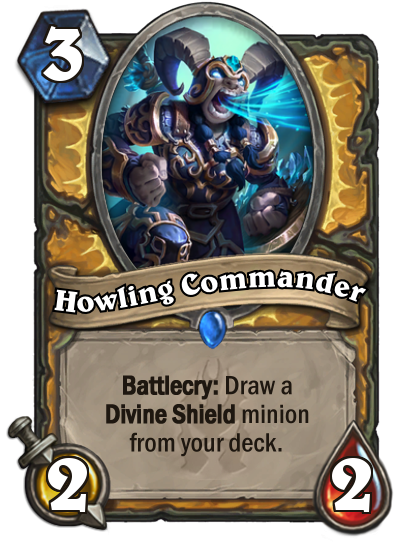 3
Howling Commander
Battlecry: Draw a
Divine Shield minion
from your deck.
2 2